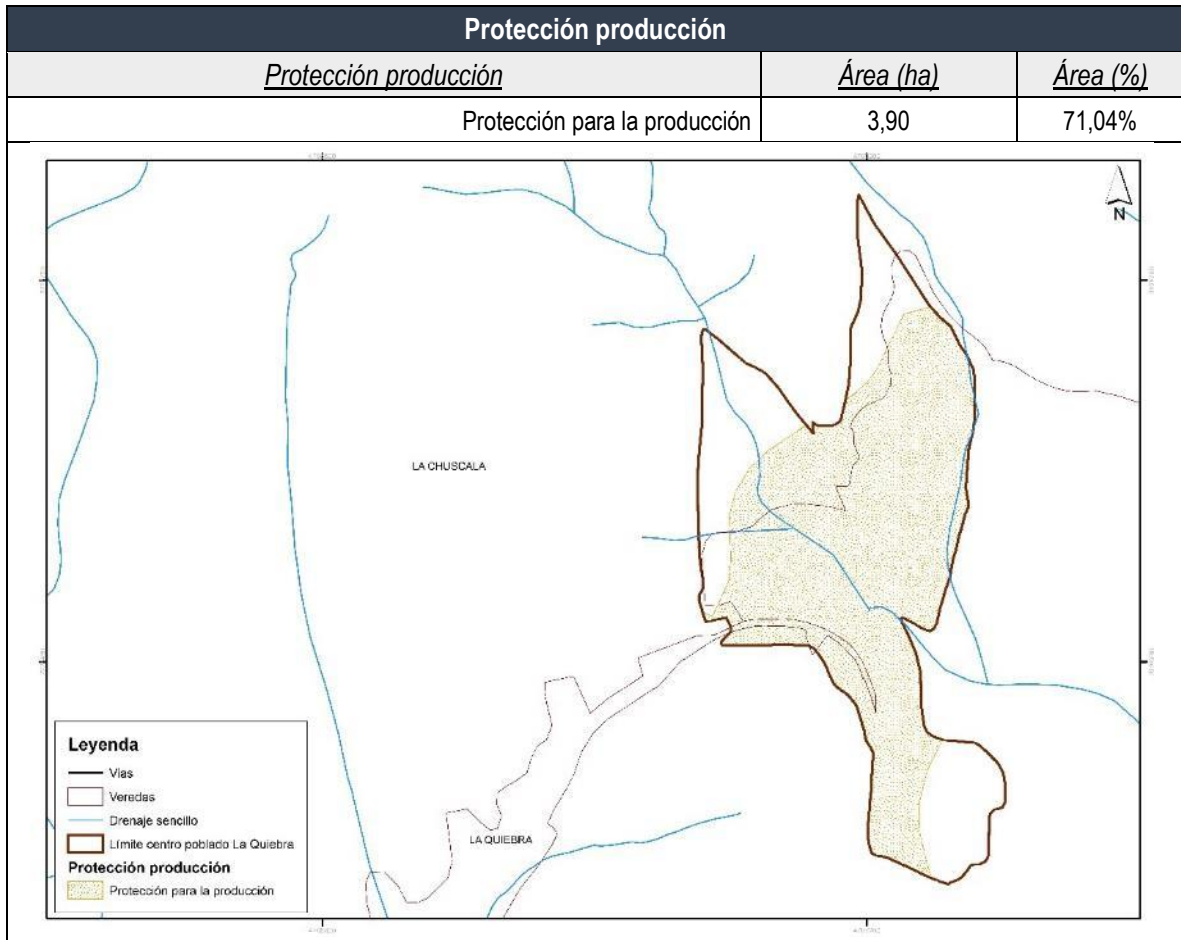 Protección producción
Protección producción Área (ha) Área (%)
Protección para la producción 3,90 71,04%
N
LA CHUSCALA
LA QUIEBRA
Leyenda
Vías
Veredas
Drenaje sencillo
Límite centro poblado La Quiebra
Protección producción
Protección para la producción